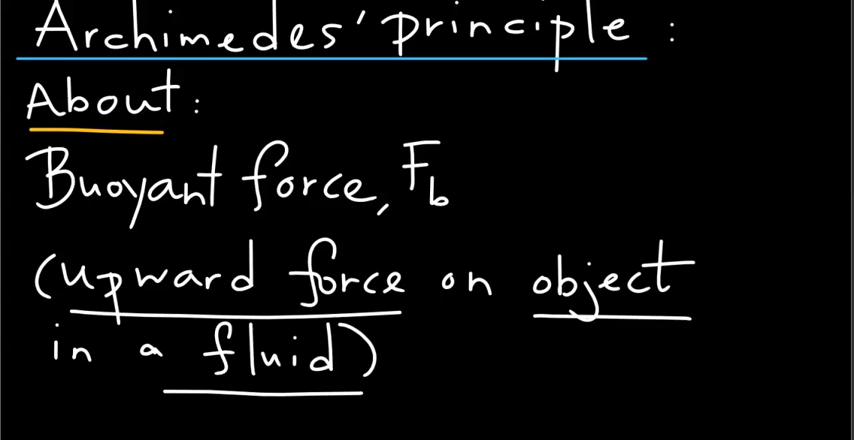 Archimedes' principle :
About :
Buoyant force, Fb
(upward force on object
in a fluid)